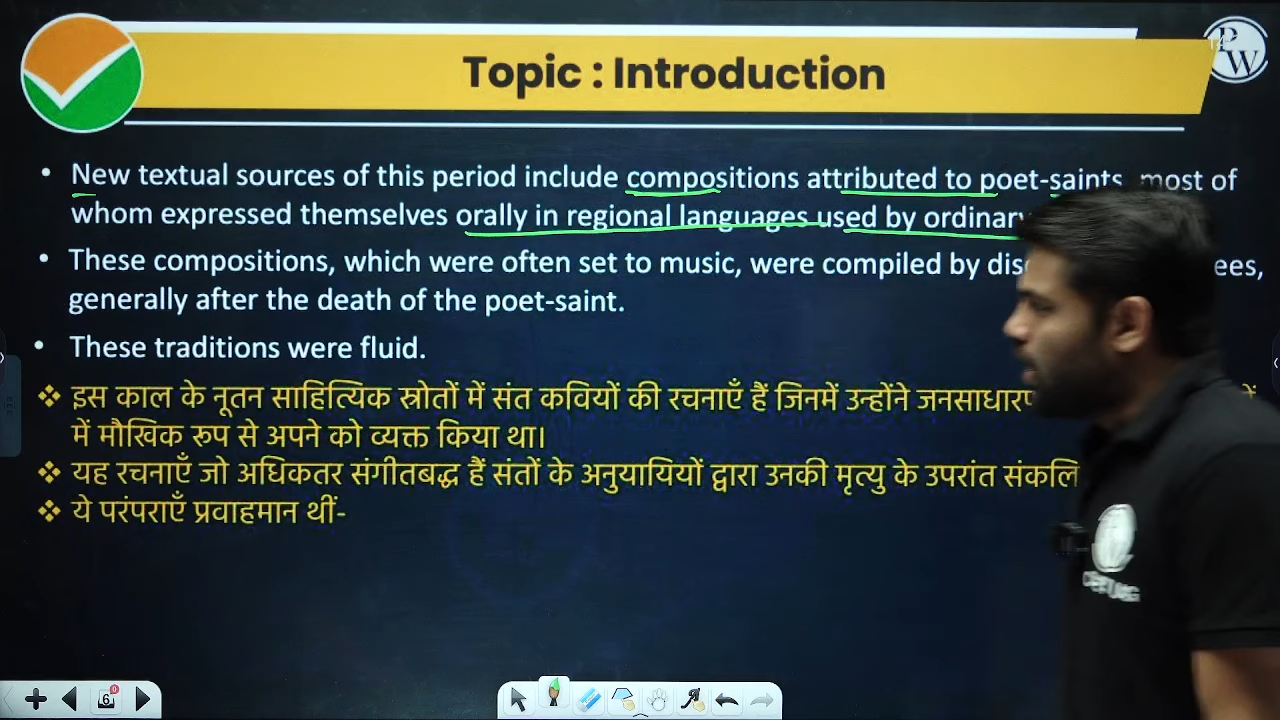 Topic : Introduction
PW
14
• New textual sources of this period include compositions attributed to poet-saints, most of
whom expressed themselves orally in regional languages used by ordinary
• These compositions, which were often set to music, were compiled by
generally after the death of the poet-saint.
• These traditions were fluid.
❖ इस काल के नूतन साहित्यिक स्रोतों में संत कवियों की रचनाएँ हैं जिनमें उन्होंने
में मौखिक रूप से अपने को व्यक्त किया था।
❖ यह रचनाएँ जो अधिकतर संगीतबद्ध हैं संतों के अनुयायियों द्वारा उनकी मृत्यु के उपरांत
❖ ये परंपराएँ प्रवाहमान थीं-
6